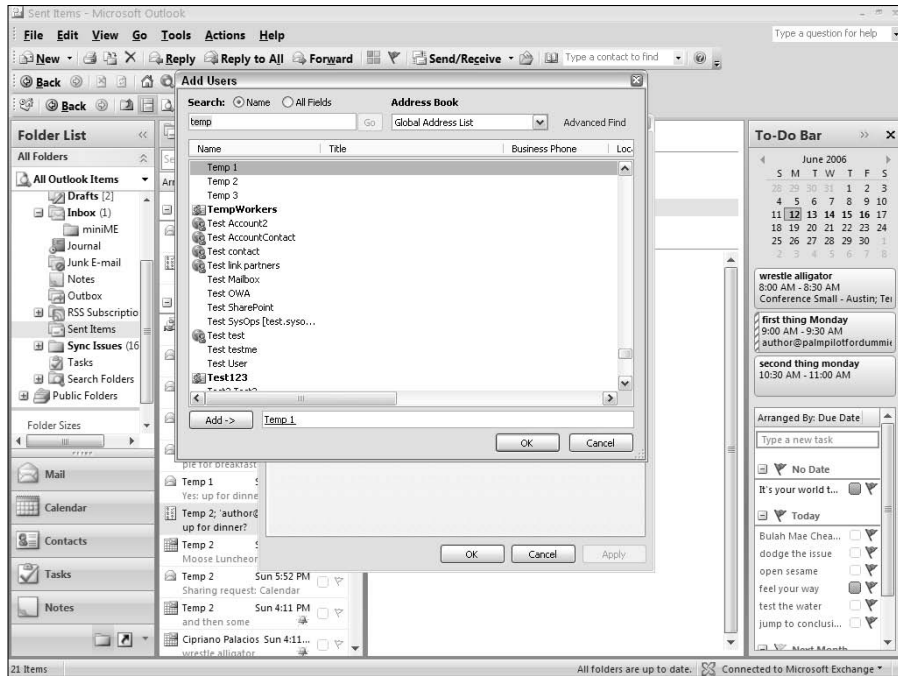 Sent Items - Microsoft Outlook
File Edit View Go Tools Actions Help
Type a question for help
New Reply Reply to All Forward Send/Receive Type a contact to find
Back
Back
Folder List
All Folders
All Outlook Items
Drafts [2]
Inbox (1)
miniME
Journal
Junk E-mail
Notes
Outbox
RSS Subscriptio
Sent Items
Sync Issues (16
Tasks
Search Folders
Public Folders
Folder Sizes
Mail
Calendar
Contacts
Tasks
Notes
Add Users
Search: Name All Fields Address Book
temp Go Global Address List Advanced Find
Name Title Business Phone Loc
Temp 1
Temp 2
Temp 3
TempWorkers
Test Account2
Test AccountContact
Test contact
Test link partners
Test Mailbox
Test OWA
Test SharePoint
Test SysOps [test.syso...
Test test
Test testme
Test User
Test123
Add -> Temp 1
OK Cancel
pie for breakfast
Temp 1
Yes: up for dinne
Temp 2; 'author@
up for dinner?
Temp 2
Moose Luncheon
Temp 2 Sun 5:52 PM
Sharing request: Calendar
Temp 2 Sun 4:11 PM
and then some
Cipriano Palacios Sun 4:11...
wrestle alligator
OK Cancel Apply
To-Do Bar
June 2006
S M T W T F S
28 29 30 31 1 2 3
4 5 6 7 8 9 10
11 12 13 14 15 16 17
18 19 20 21 22 23 24
25 26 27 28 29 30 1
2 3 4 5 6 7 8
wrestle alligator
8:00 AM - 8:30 AM
Conference Small - Austin; Ter
first thing Monday
9:00 AM - 9:30 AM
author@palmpilotfordummie
second thing monday
10:30 AM - 11:00 AM
Arranged By: Due Date
Type a new task
No Date
It's your world t...
Today
Bulah Mae Chea...
dodge the issue
open sesame
feel your way
test the water
jump to conclusi...
Next Month
21 Items
All folders are up to date. Connected to Microsoft Exchange